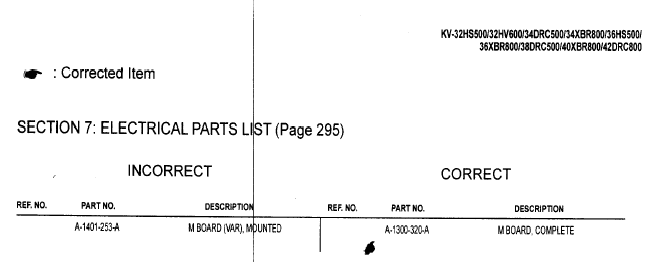 KV-32HS500/32HV600/34DRC500/34XBR800/36HS500/
36XBR800/38DRC500/40XBR800/42DRC800
: Corrected Item
SECTION 7: ELECTRICAL PARTS LIST (Page 295)
INCORRECT CORRECT
REF. NO. PART NO. DESCRIPTION REF. NO. PART NO. DESCRIPTION
A-1401-253-A M BOARD (VAR), MOUNTED A-1300-320-A M BOARD, COMPLETE